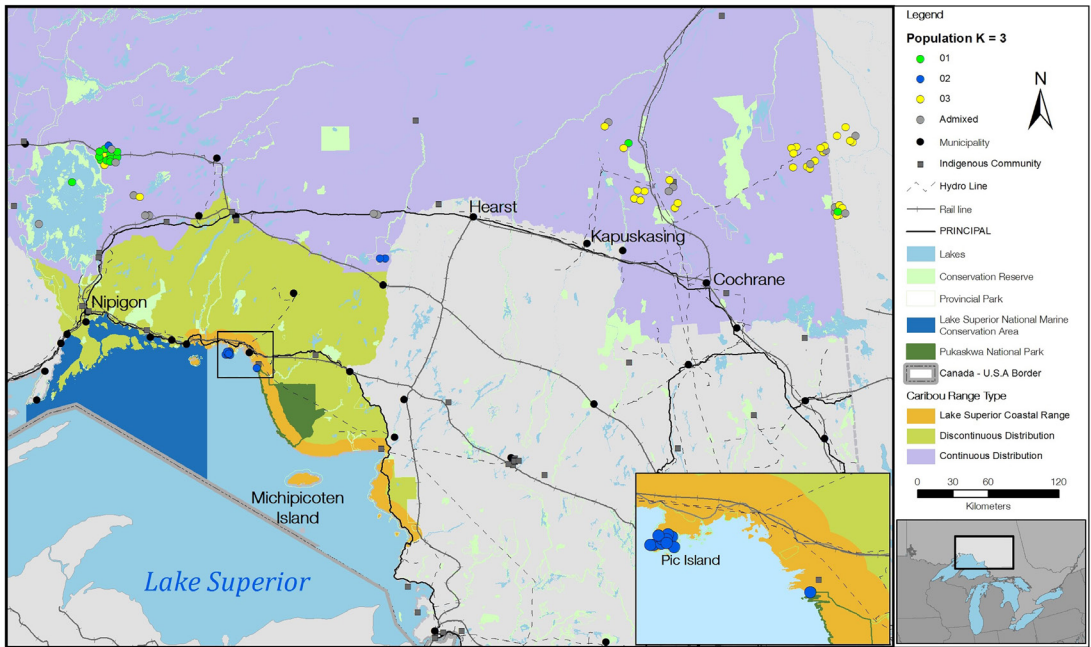 Hearst
Kapuskasing
Cochrane
Nipigon
Michipicoten
Island
Lake Superior
Pic Island
Legend
Population K = 3
01
02
03
Admixed
Municipality
Indigenous Community
Hydro Line
Rail line
PRINCIPAL
Lakes
Conservation Reserve
Provincial Park
Lake Superior National Marine
Conservation Area
Pukaskwa National Park
Canada - U.S.A Border
Caribou Range Type
Lake Superior Coastal Range
Discontinuous Distribution
Continuous Distribution
0 30 60 120
Kilometers
N